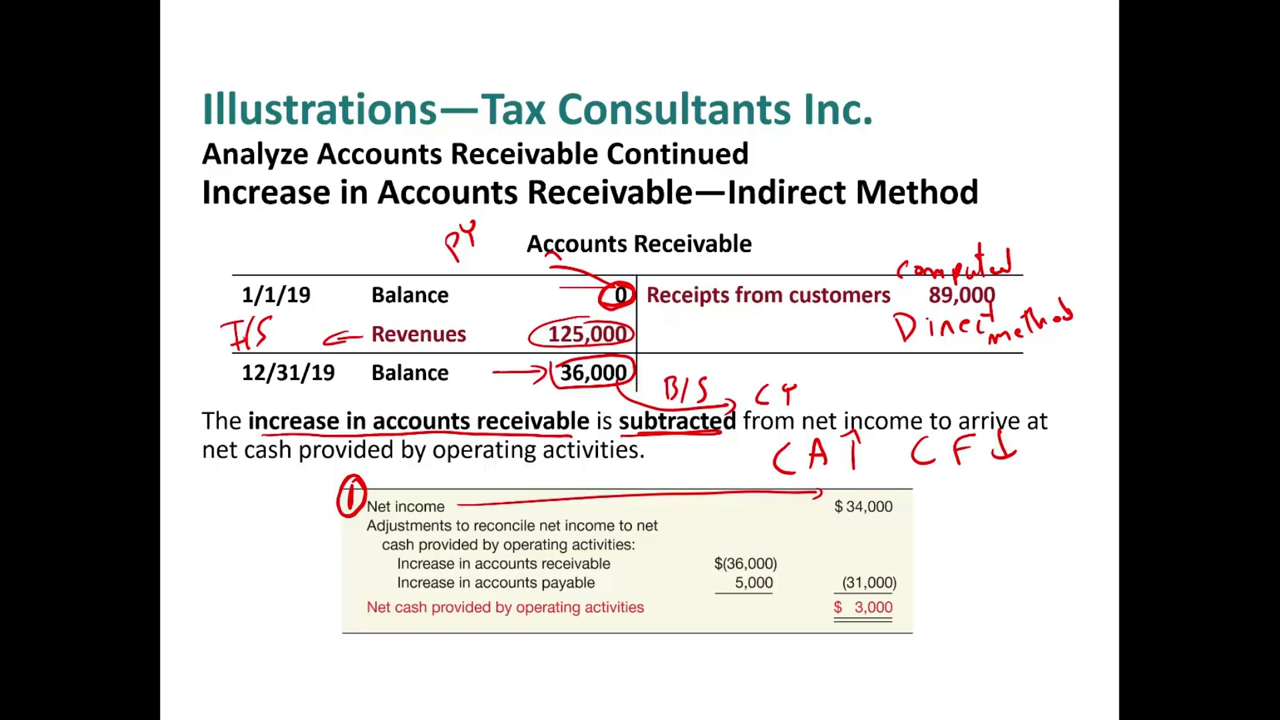 Illustrations—Tax Consultants Inc.
Analyze Accounts Receivable Continued
Increase in Accounts Receivable—Indirect Method
PY
Accounts Receivable
computed
1/1/19 Balance 0 Receipts from customers 89,000
I/S Revenues 125,000 Direct method
12/31/19 Balance 36,000
B/S CY
The increase in accounts receivable is subtracted from net income to arrive at
net cash provided by operating activities.
CA↑ CF↓
1
Net income $ 34,000
Adjustments to reconcile net income to net
cash provided by operating activities:
Increase in accounts receivable $(36,000)
Increase in accounts payable 5,000 (31,000)
Net cash provided by operating activities $ 3,000